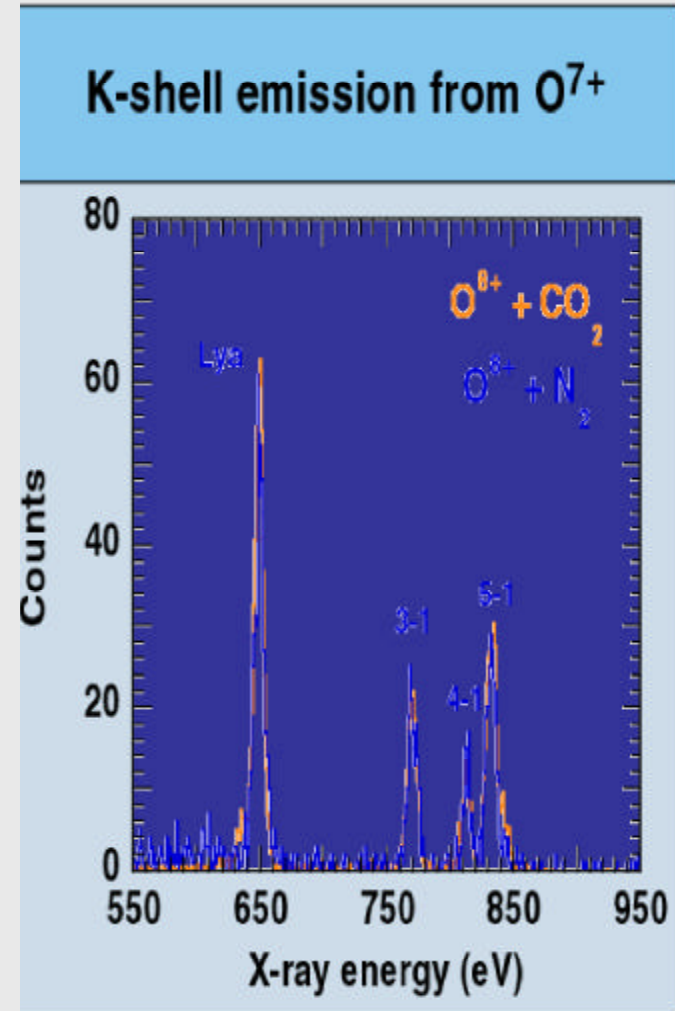 K-shell emission from O7+
80
O8+ + CO2
Lya
60
O8+ + N2
Counts
40
5-1
3-1
4-1
20
0
550 650 750 850 950
X-ray energy (eV)